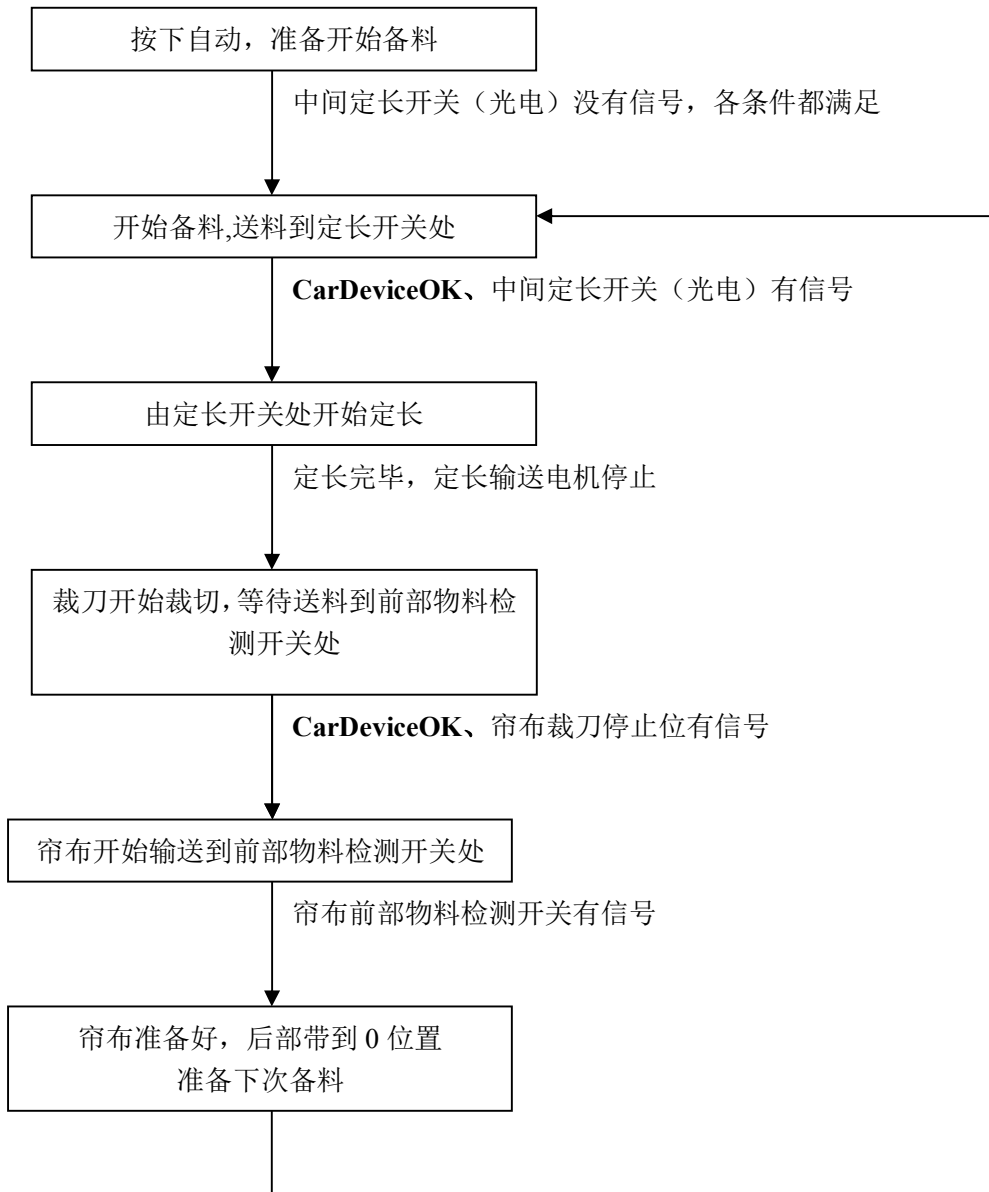 按下自动，准备开始备料
中间定长开关（光电）没有信号，各条件都满足
开始备料,送料到定长开关处
CarDeviceOK、中间定长开关（光电）有信号
由定长开关处开始定长
定长完毕，定长输送电机停止
裁刀开始裁切，等待送料到前部物料检
测开关处
CarDeviceOK、帘布裁刀停止位有信号
帘布开始输送到前部物料检测开关处
帘布前部物料检测开关有信号
帘布准备好，后部带到 0 位置
准备下次备料